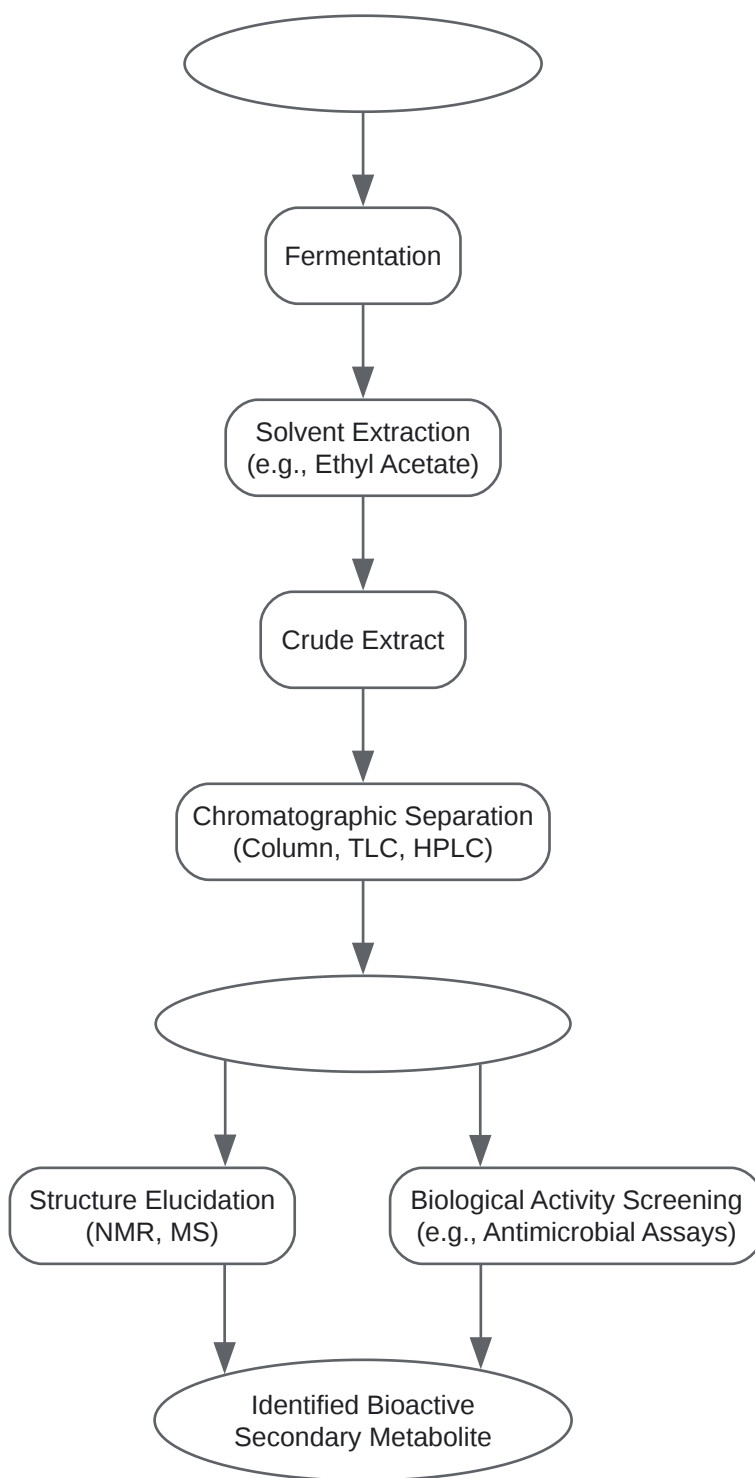 Fermentation
Solvent Extraction
(e.g., Ethyl Acetate)
Crude Extract
Chromatographic Separation
(Column, TLC, HPLC)
Structure Elucidation
(NMR, MS)
Biological Activity Screening
(e.g., Antimicrobial Assays)
Identified Bioactive
Secondary Metabolite